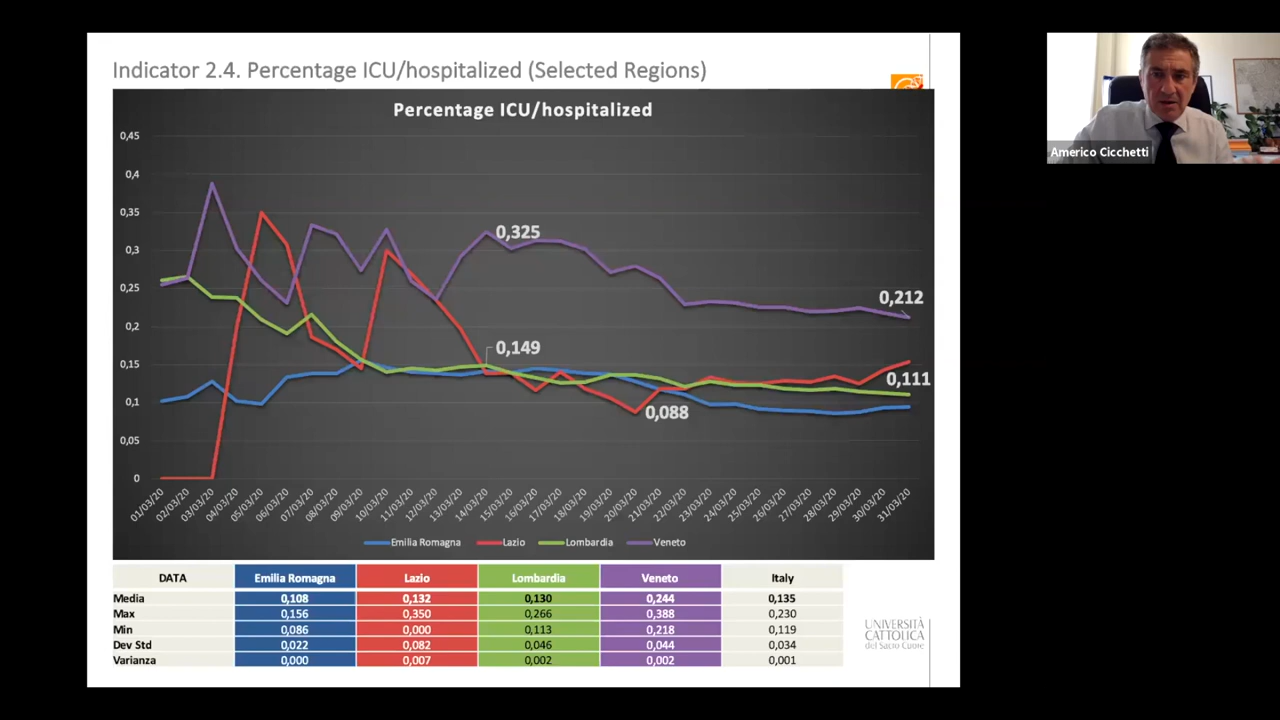 Indicator 2.4. Percentage ICU/hospitalized (Selected Regions)
Percentage ICU/hospitalized
0,45
0,4
0,35
0,3
0,25
0,2
0,15
0,1
0,05
0
0,325
0,212
0,149
0,111
0,088
01/03/20 02/03/20 03/03/20 04/03/20 05/03/20 06/03/20 07/03/20 08/03/20 09/03/20 10/03/20 11/03/20 12/03/20 13/03/20 14/03/20 15/03/20 16/03/20 17/03/20 18/03/20 19/03/20 20/03/20 21/03/20 22/03/20 23/03/20 24/03/20 25/03/20 26/03/20 27/03/20 28/03/20 29/03/20 30/03/20 31/03/20
Emilia Romagna Lazio Lombardia Veneto
DATA Emilia Romagna Lazio Lombardia Veneto Italy
Media 0,108 0,132 0,130 0,244 0,135
Max 0,156 0,350 0,266 0,388 0,230
Min 0,086 0,000 0,113 0,218 0,119
Dev Std 0,022 0,082 0,046 0,044 0,034
Varianza 0,000 0,007 0,002 0,002 0,001
UNIVERSITÀ
CATTOLICA
del Sacro Cuore
Americo Cicchetti